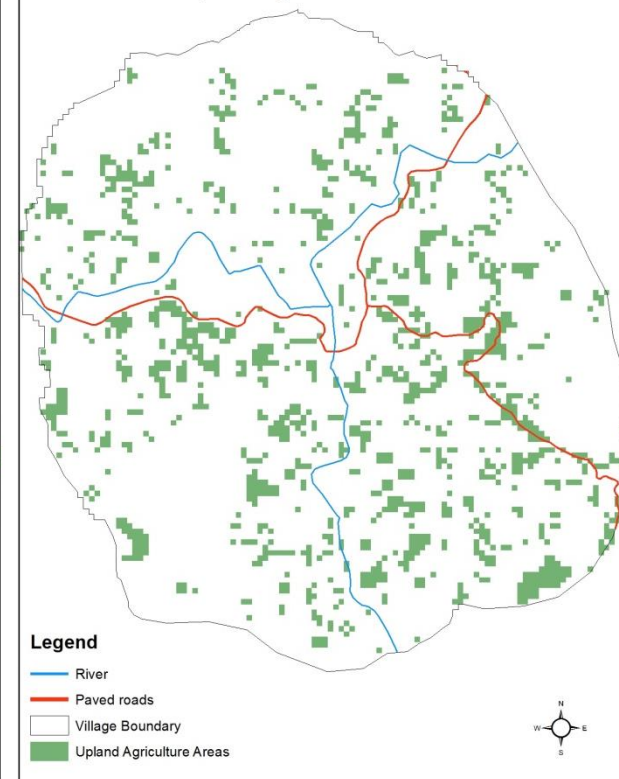 Legend
River
Paved roads
Village Boundary
Upland Agriculture Areas
N
W E
S